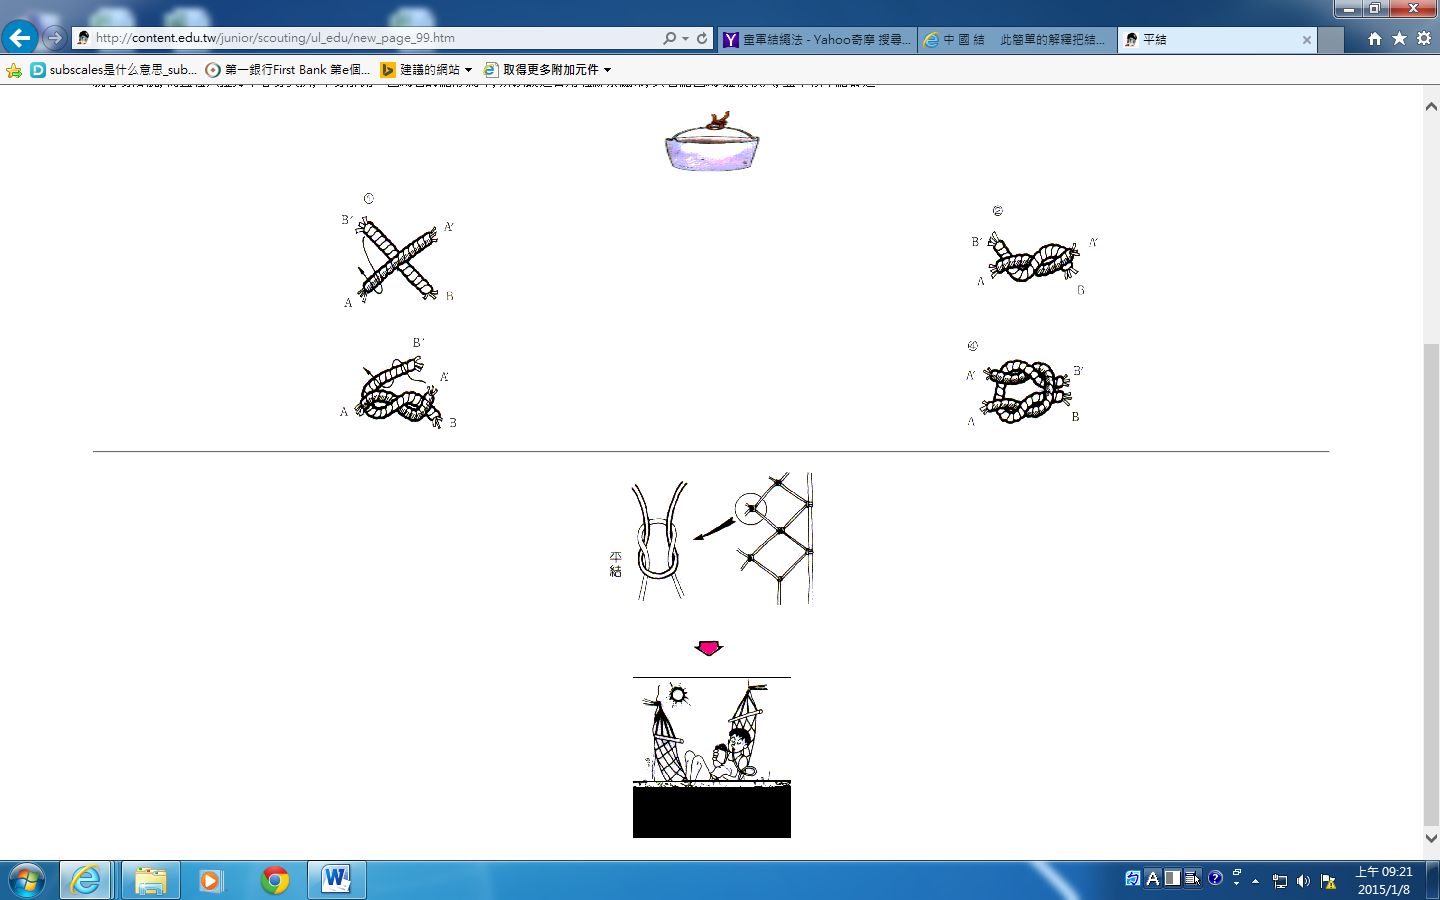 http://content.edu.tw/junior/scouting/ul_edu/new_page_99.htm
童軍結繩法 - Yahoo奇摩 搜尋...
中 國 結 此簡單的解釋把結...
平結
subscales是什么意思_sub...
第一銀行First Bank 第e個...
建議的網站
取得更多附加元件
①
B' A'
A B
②
B' A'
A B
B'
A'
A
B
④
A' B'
A B
平結
上午 09:21
2015/1/8